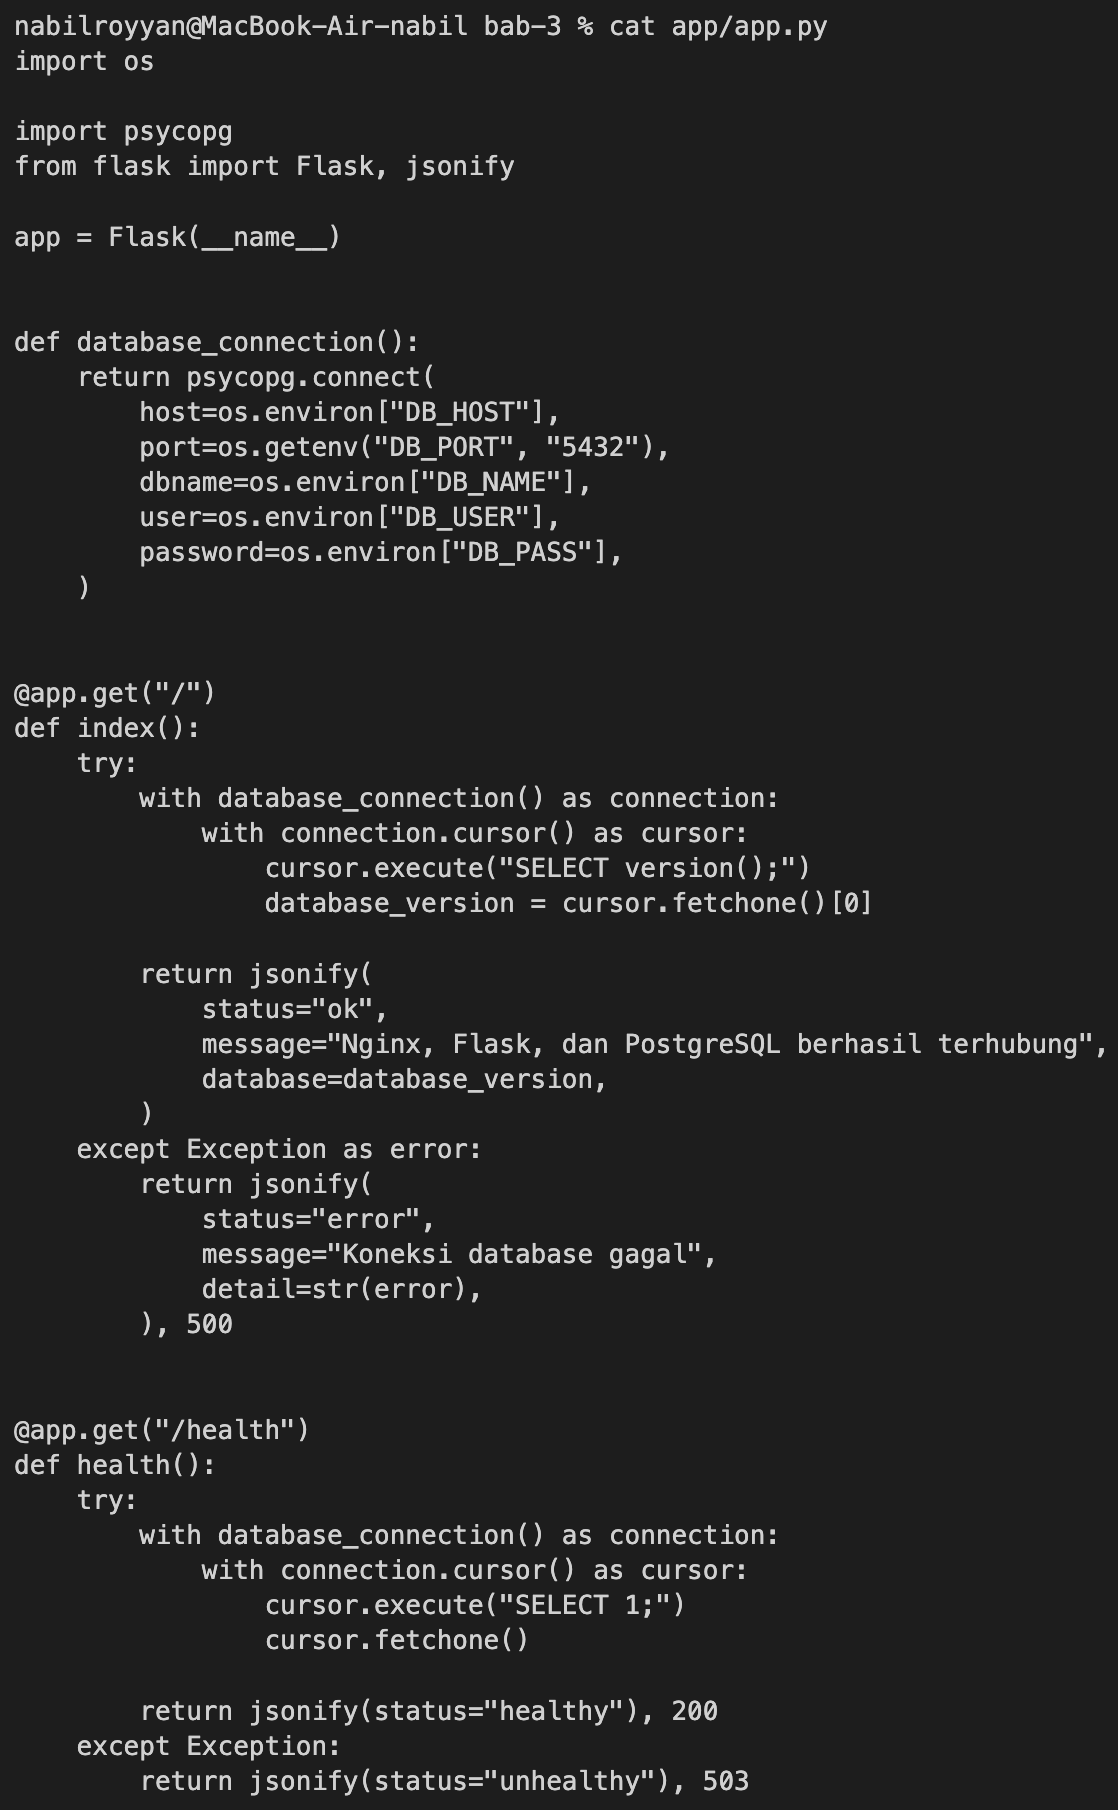 nabilroyyan@MacBook-Air-nabil bab-3 % cat app/app.py
import os

import psycopg
from flask import Flask, jsonify

app = Flask(__name__)


def database_connection():
    return psycopg.connect(
        host=os.environ["DB_HOST"],
        port=os.getenv("DB_PORT", "5432"),
        dbname=os.environ["DB_NAME"],
        user=os.environ["DB_USER"],
        password=os.environ["DB_PASS"],
    )


@app.get("/")
def index():
    try:
        with database_connection() as connection:
            with connection.cursor() as cursor:
                cursor.execute("SELECT version();")
                database_version = cursor.fetchone()[0]

        return jsonify(
            status="ok",
            message="Nginx, Flask, dan PostgreSQL berhasil terhubung",
            database=database_version,
        )
    except Exception as error:
        return jsonify(
            status="error",
            message="Koneksi database gagal",
            detail=str(error),
        ), 500


@app.get("/health")
def health():
    try:
        with database_connection() as connection:
            with connection.cursor() as cursor:
                cursor.execute("SELECT 1;")
                cursor.fetchone()

        return jsonify(status="healthy"), 200
    except Exception:
        return jsonify(status="unhealthy"), 503